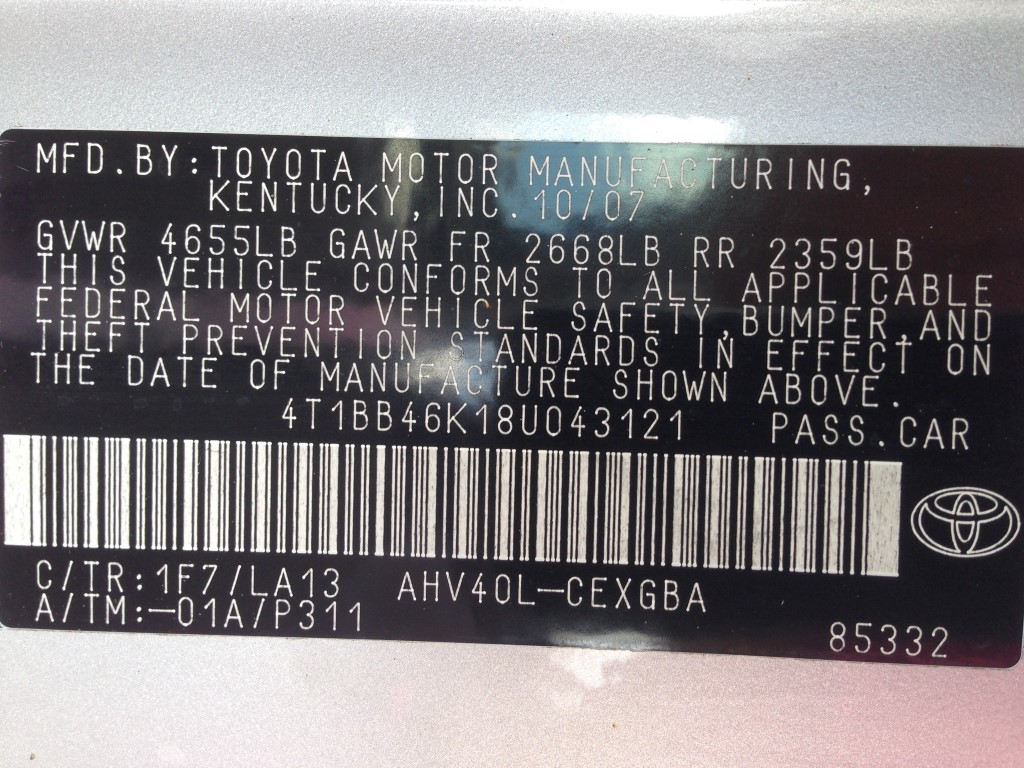 MFD.BY:TOYOTA MOTOR MANUFACTURING,
KENTUCKY,INC.10/07
GVWR 4655LB GAWR FR 2668LB RR 2359LB
THIS VEHICLE CONFORMS TO ALL APPLICABLE
FEDERAL MOTOR VEHICLE SAFETY,BUMPER,AND
THEFT PREVENTION STANDARDS IN EFFECT ON
THE DATE OF MANUFACTURE SHOWN ABOVE.
4T1BB46K18U043121 PASS.CAR
C/TR:1F7/LA13 AHV40L-CEXGBA
A/TM:-01A/P311
85332